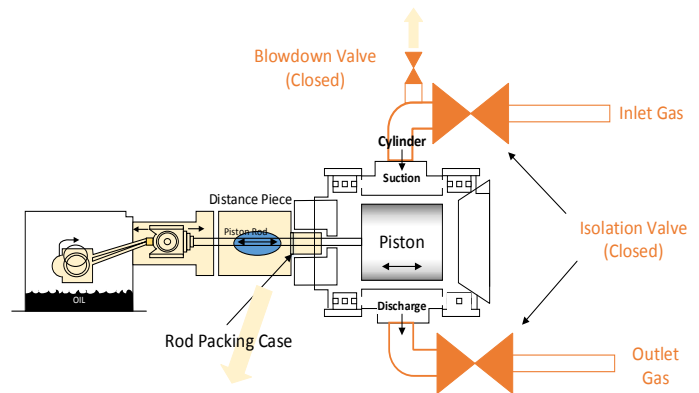 Blowdown Valve
(Closed)
Inlet Gas
Cylinder
Suction
Distance Piece
Piston Rod
Piston
Isolation Valve
(Closed)
OIL
Discharge
Rod Packing Case
Outlet
Gas